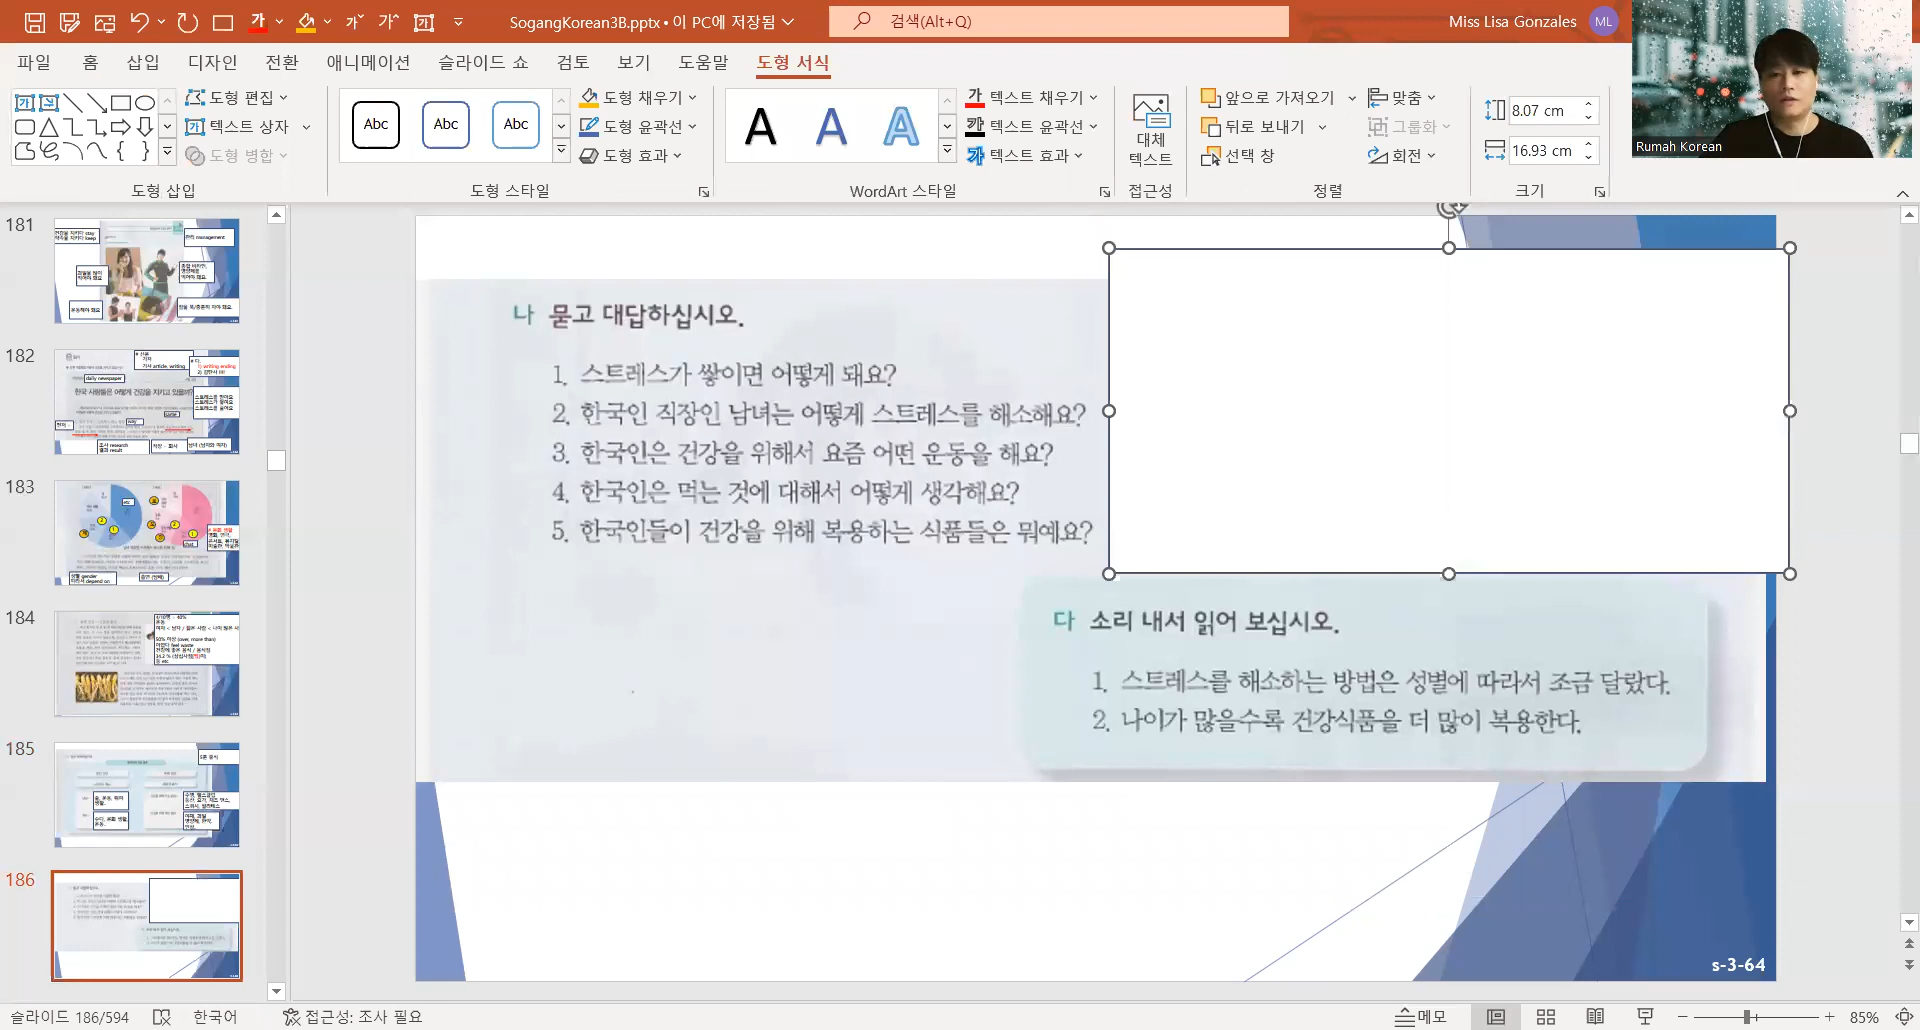 SogangKorean3B.pptx • 이 PC에 저장됨
검색(Alt+Q)
Miss Lisa Gonzales
ML
파일 홈 삽입 디자인 전환 애니메이션 슬라이드 쇼 검토 보기 도움말 도형 서식
도형 편집
텍스트 상자
도형 병합
도형 삽입
Abc Abc Abc
도형 채우기
도형 윤곽선
도형 효과
도형 스타일
A A A
텍스트 채우기
텍스트 윤곽선
텍스트 효과
WordArt 스타일
대체
텍스트
접근성
앞으로 가져오기
뒤로 보내기
선택 창
맞춤
그룹화
회전
정렬
8.07 cm
16.93 cm
크기
Rumah Korean
181
182
183
184
185
186
나 묻고 대답하십시오.
1. 스트레스가 쌓이면 어떻게 돼요?
2. 한국인 직장인 남녀는 어떻게 스트레스를 해소해요?
3. 한국인은 건강을 위해서 요즘 어떤 운동을 해요?
4. 한국인은 먹는 것에 대해서 어떻게 생각해요?
5. 한국인들이 건강을 위해 복용하는 식품들은 뭐예요?
다 소리 내서 읽어 보십시오.
1. 스트레스를 해소하는 방법은 성별에 따라서 조금 달랐다.
2. 나이가 많을수록 건강식품을 더 많이 복용한다.
s-3-64
슬라이드 186/594
한국어
접근성: 조사 필요
메모
85%